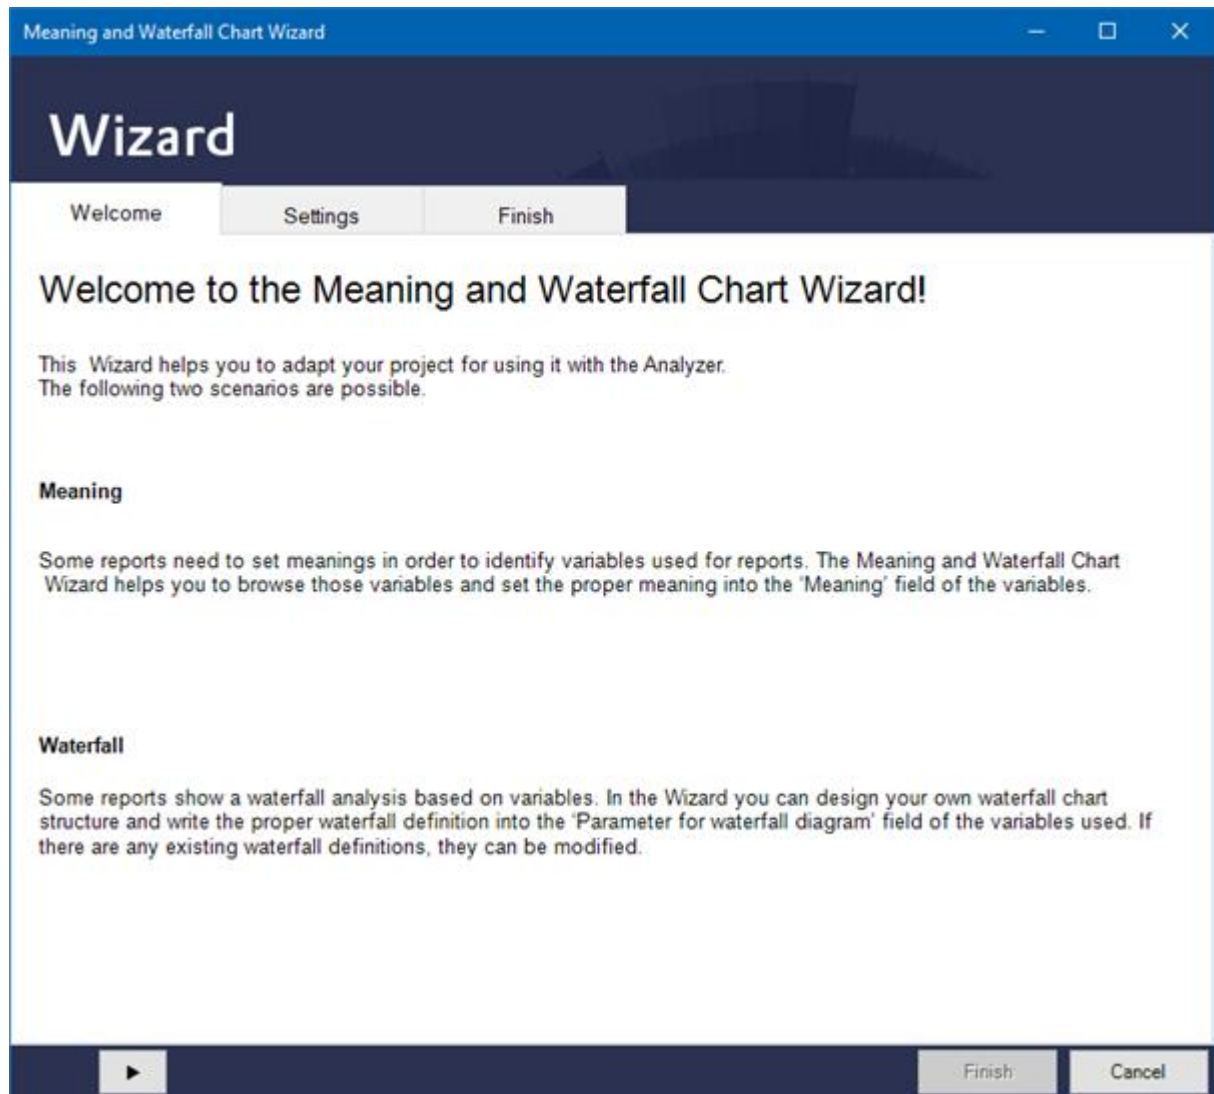 Meaning and Waterfall Chart Wizard
Wizard
Welcome
Settings
Finish
Welcome to the Meaning and Waterfall Chart Wizard!
This  Wizard helps you to adapt your project for using it with the Analyzer.
The following two scenarios are possible.
Meaning
Some reports need to set meanings in order to identify variables used for reports. The Meaning and Waterfall Chart
Wizard helps you to browse those variables and set the proper meaning into the ‘Meaning’ field of the variables.
Waterfall
Some reports show a waterfall analysis based on variables. In the Wizard you can design your own waterfall chart
structure and write the proper waterfall definition into the ‘Parameter for waterfall diagram’ field of the variables used. If
there are any existing waterfall definitions, they can be modified.
Finish
Cancel